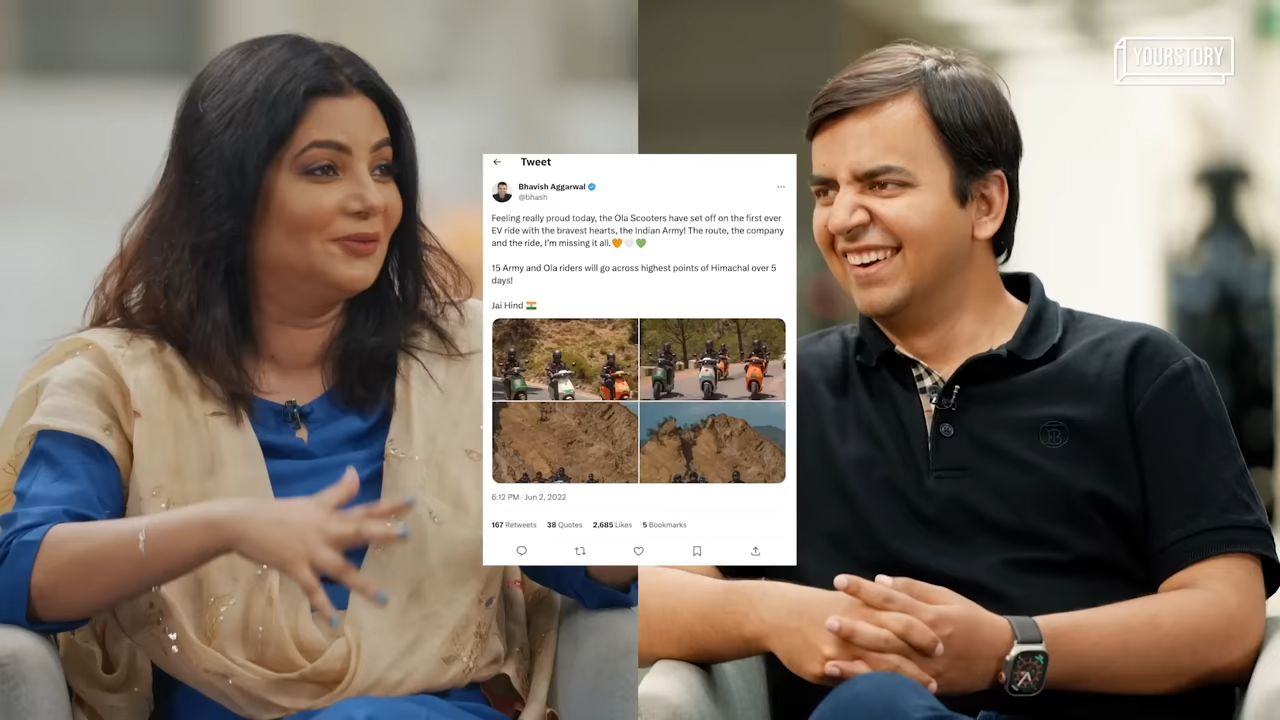 YOURSTORY
Tweet
Bhavish Aggarwal
@bhash
Feeling really proud today, the Ola Scooters have set off on the first ever
EV ride with the bravest hearts, the Indian Army! The route, the company
and the ride, I'm missing it all.🧡🤍💚
15 Army and Ola riders will go across highest points of Himachal over 5
days!
Jai Hind 🇮🇳
6:12 PM · Jun 2, 2022
167 Retweets 38 Quotes 2,685 Likes 5 Bookmarks